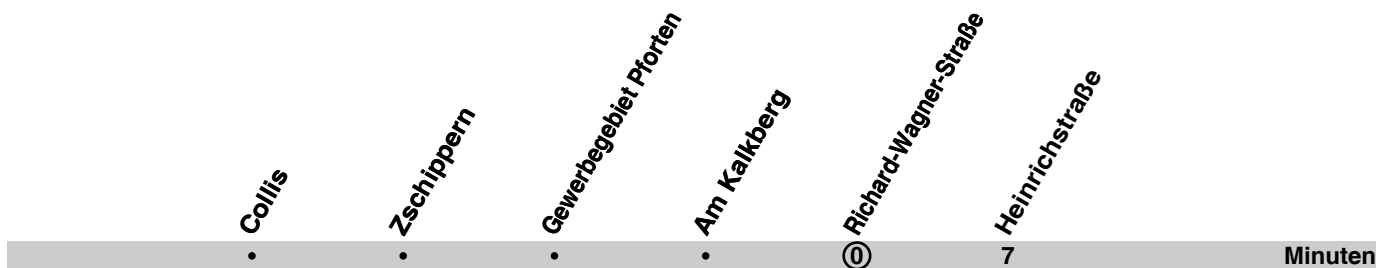 Collis
Zschippern
Gewerbegebiet Pforten
Am Kalkberg
Richard-Wagner-Straße
Heinrichstraße
• • • • 0 7 Minuten